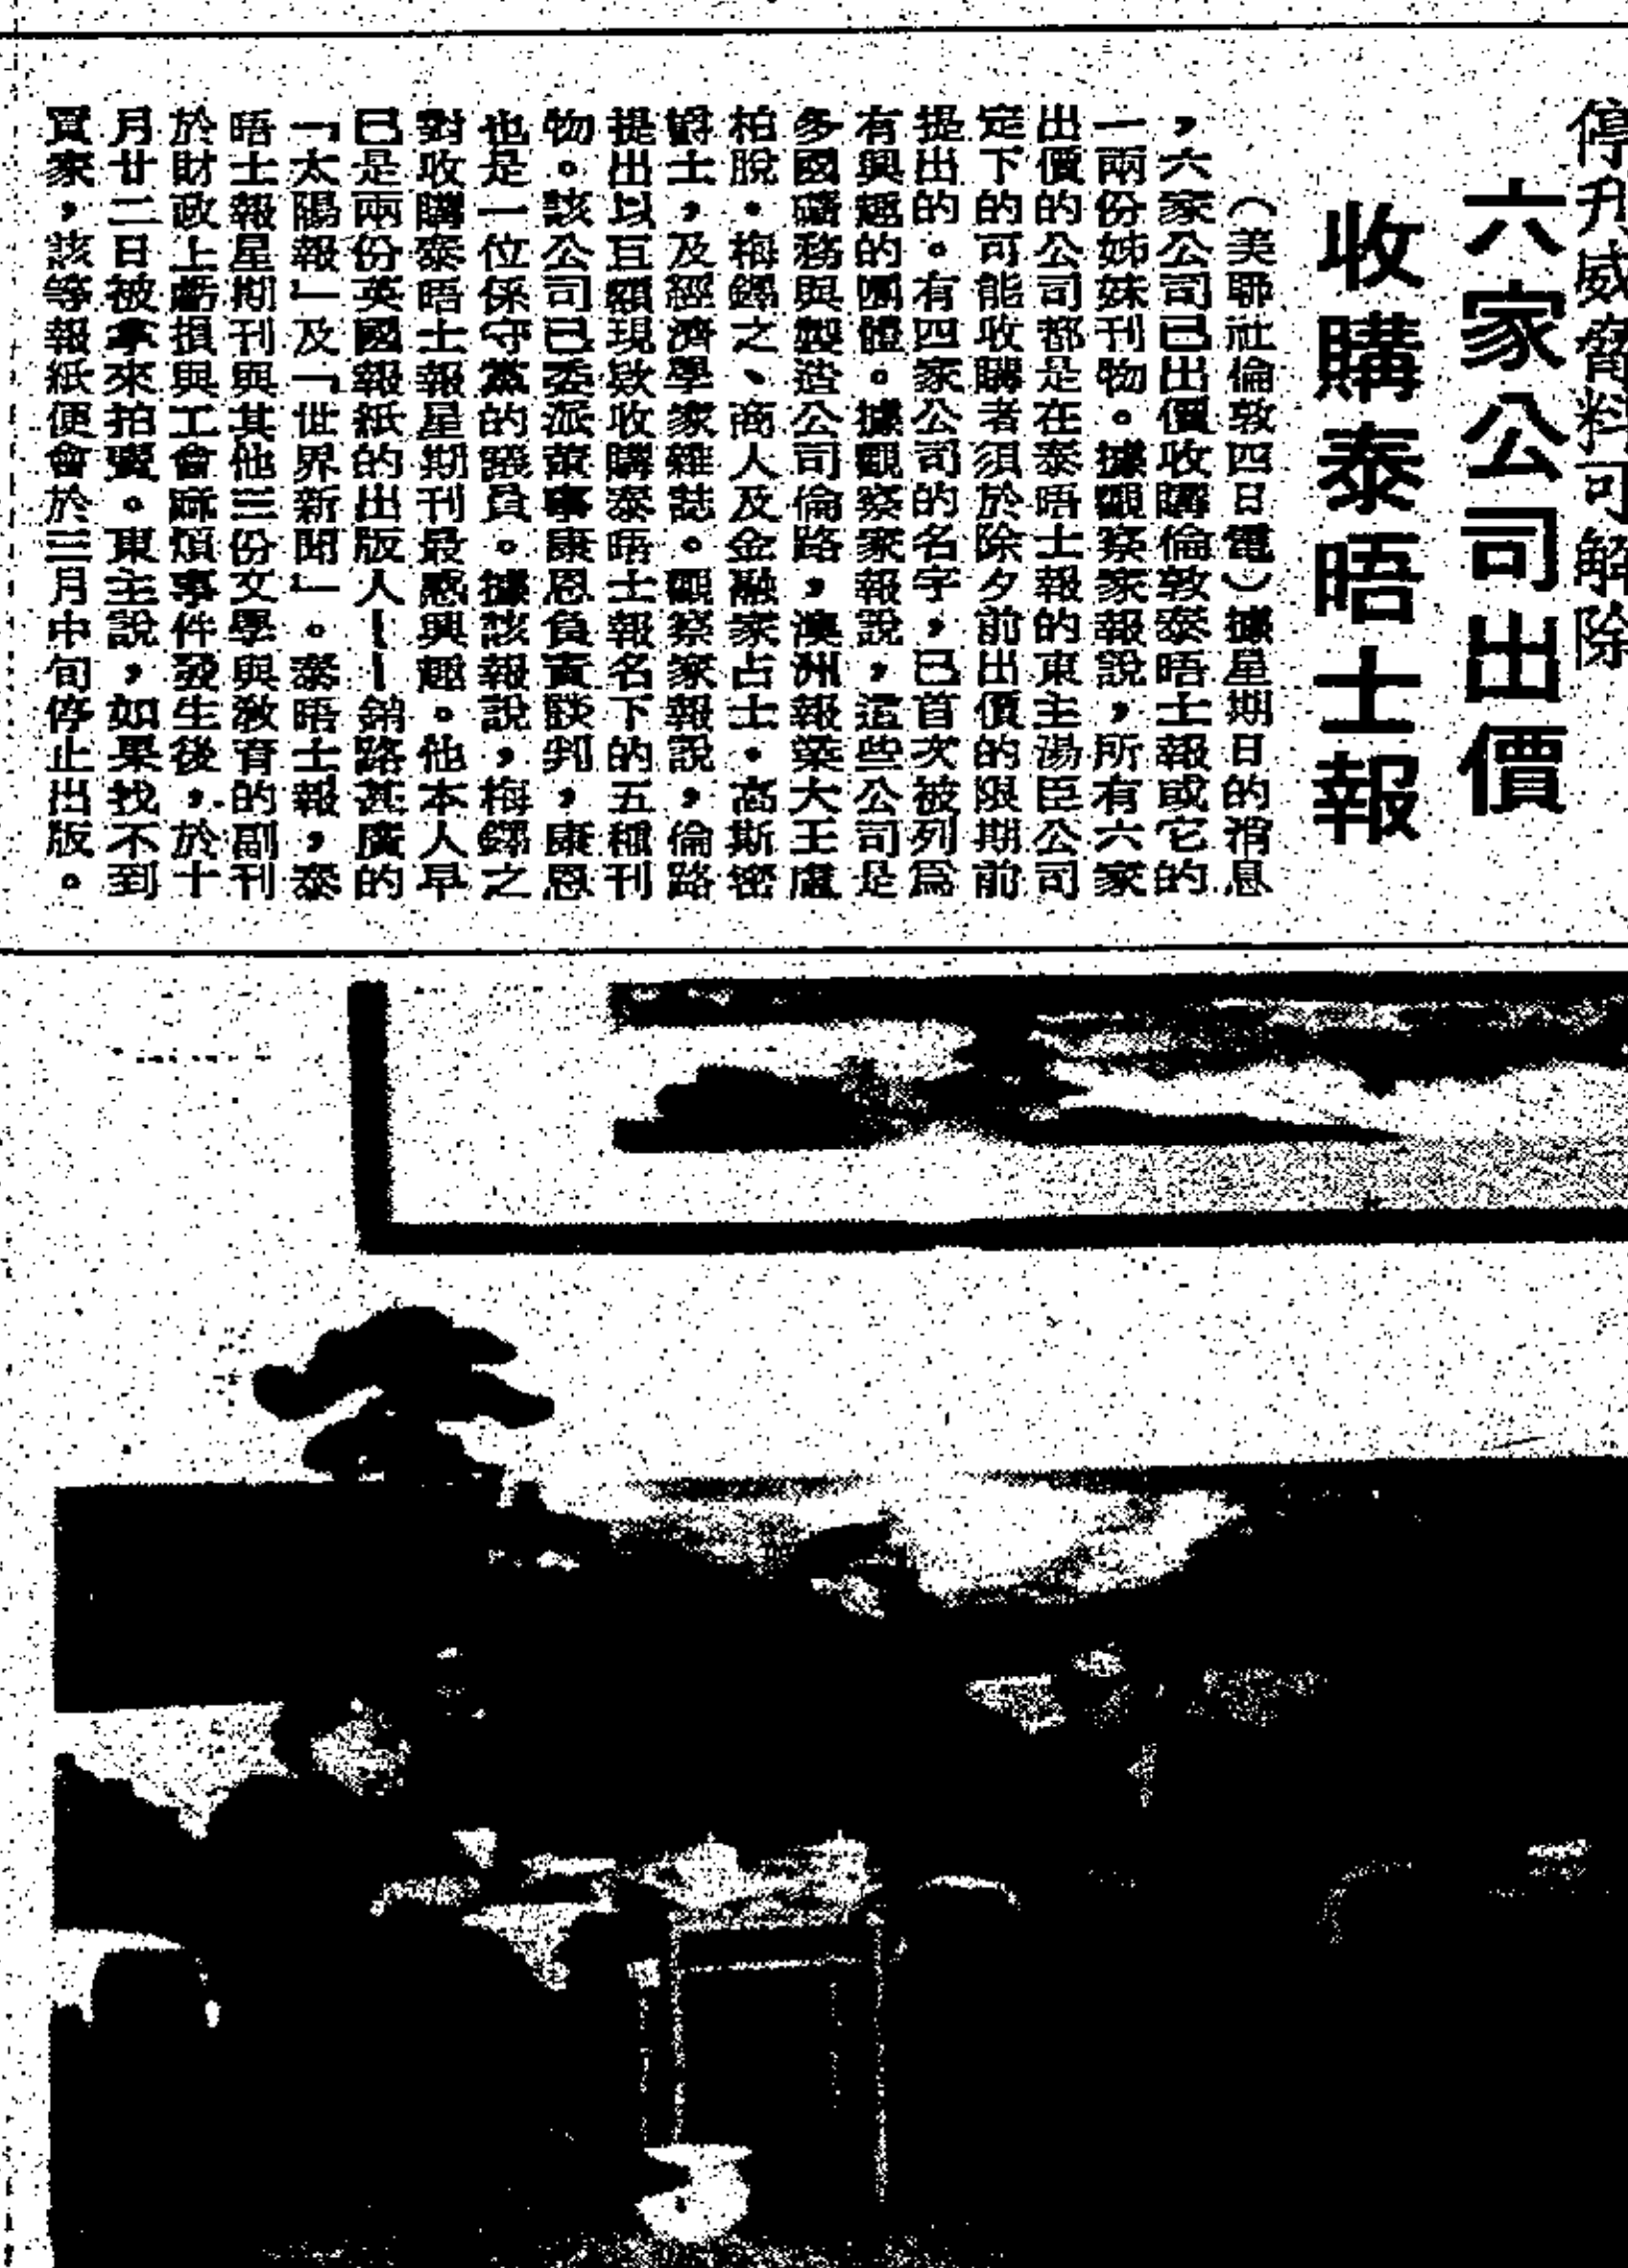 停升威脅料可解除
六家公司出價
收購泰晤士報
（美聯社倫敦四日電）據星期日的消息
，六家公司已出價收購倫敦泰晤士報或它的
一兩份姊妹刊物。據觀察家報說，所有六家
出價的公司都是在泰晤士報的東主湯臣公司
定下的可能收購者須於除夕前出價的限期前
提出的。有四家公司的名字，已首次被列爲
有興趣的團體。據觀察家報說，這些公司是
多國礦務與製造公司倫路，澳洲報業大王盧
柏脫．梅鐸之、商人及金融家占士．高斯密
爵士，及經濟學家雜誌。觀察家報說，倫路
提出以互額現欵收購泰晤士報名下的五種刊
物。該公司已委派董事康恩負責談判，康恩
也是一位保守黨的議員。據該報說，梅鐸之
對收購泰晤士報星期刊最感興趣。他本人早
已是兩份英國報紙的出版人——銷路甚廣的
「太陽報」及「世界新聞」。泰晤士報，泰
晤士報星期刊與其他三份文學與敎育的副刊
於財政上虧損與工會麻煩事件發生後，於十
月廿二日被拿來拍賣。東主說，如果找不到
買家，該等報紙便會於三月中旬停止出版。